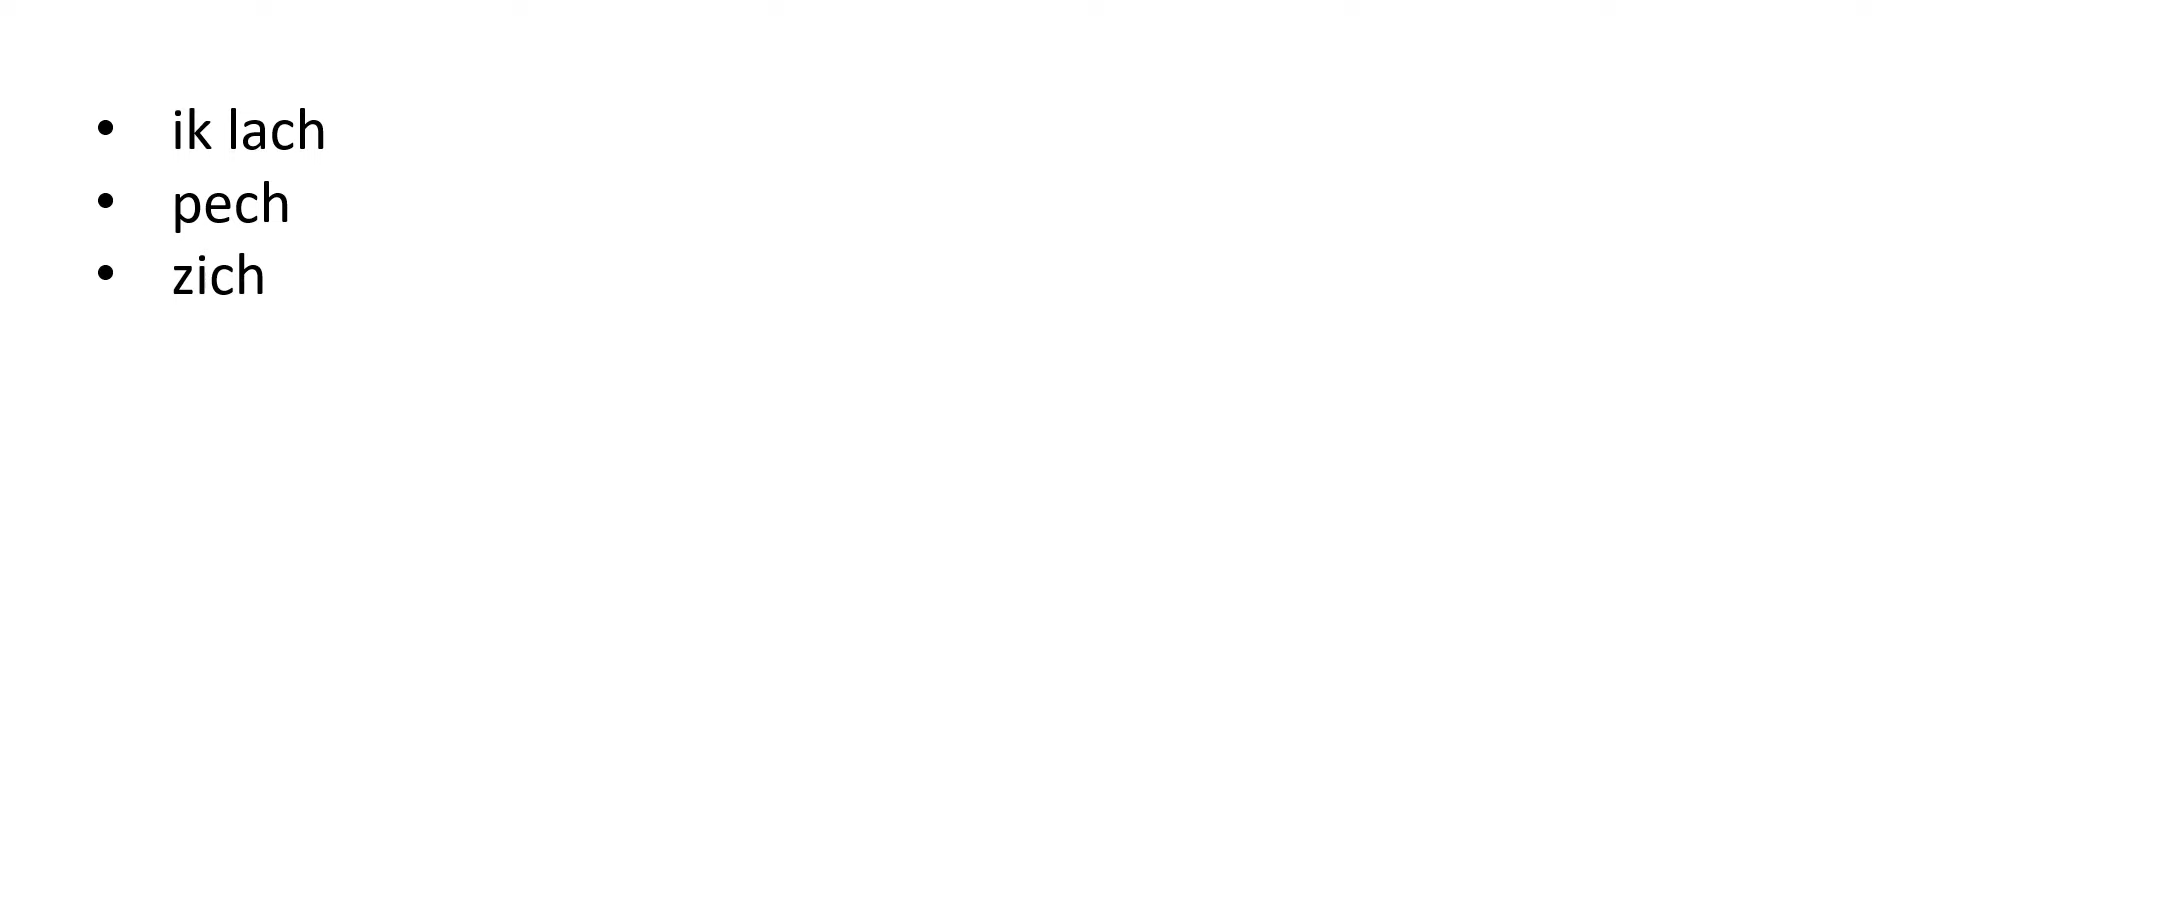 • ik lach
• pech
• zich